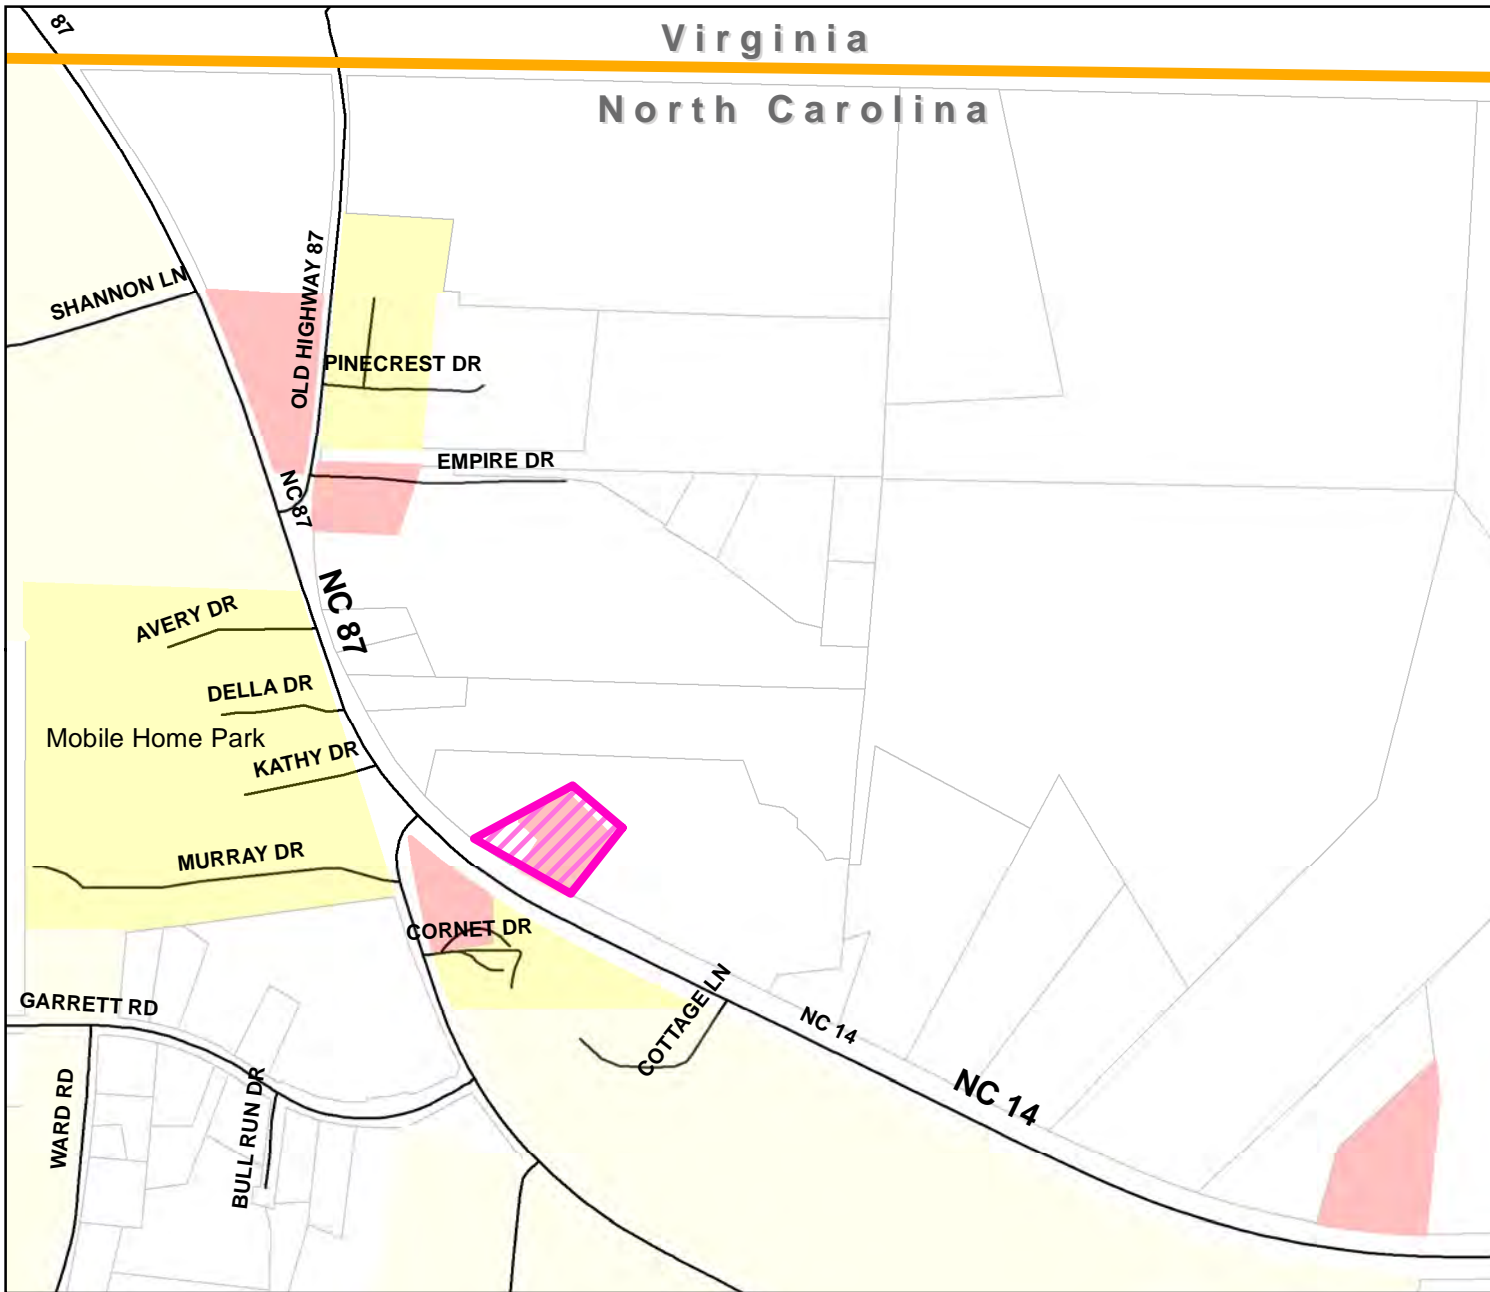 87
Virginia
North Carolina
SHANNON LN
OLD HIGHWAY 87
PINECREST DR
EMPIRE DR
NC 87
NC 87
AVERY DR
DELLA DR
Mobile Home Park
KATHY DR
MURRAY DR
CORNET DR
COTTAGE LN
GARRETT RD
NC 14
NC 14
WARD RD
BULL RUN DR